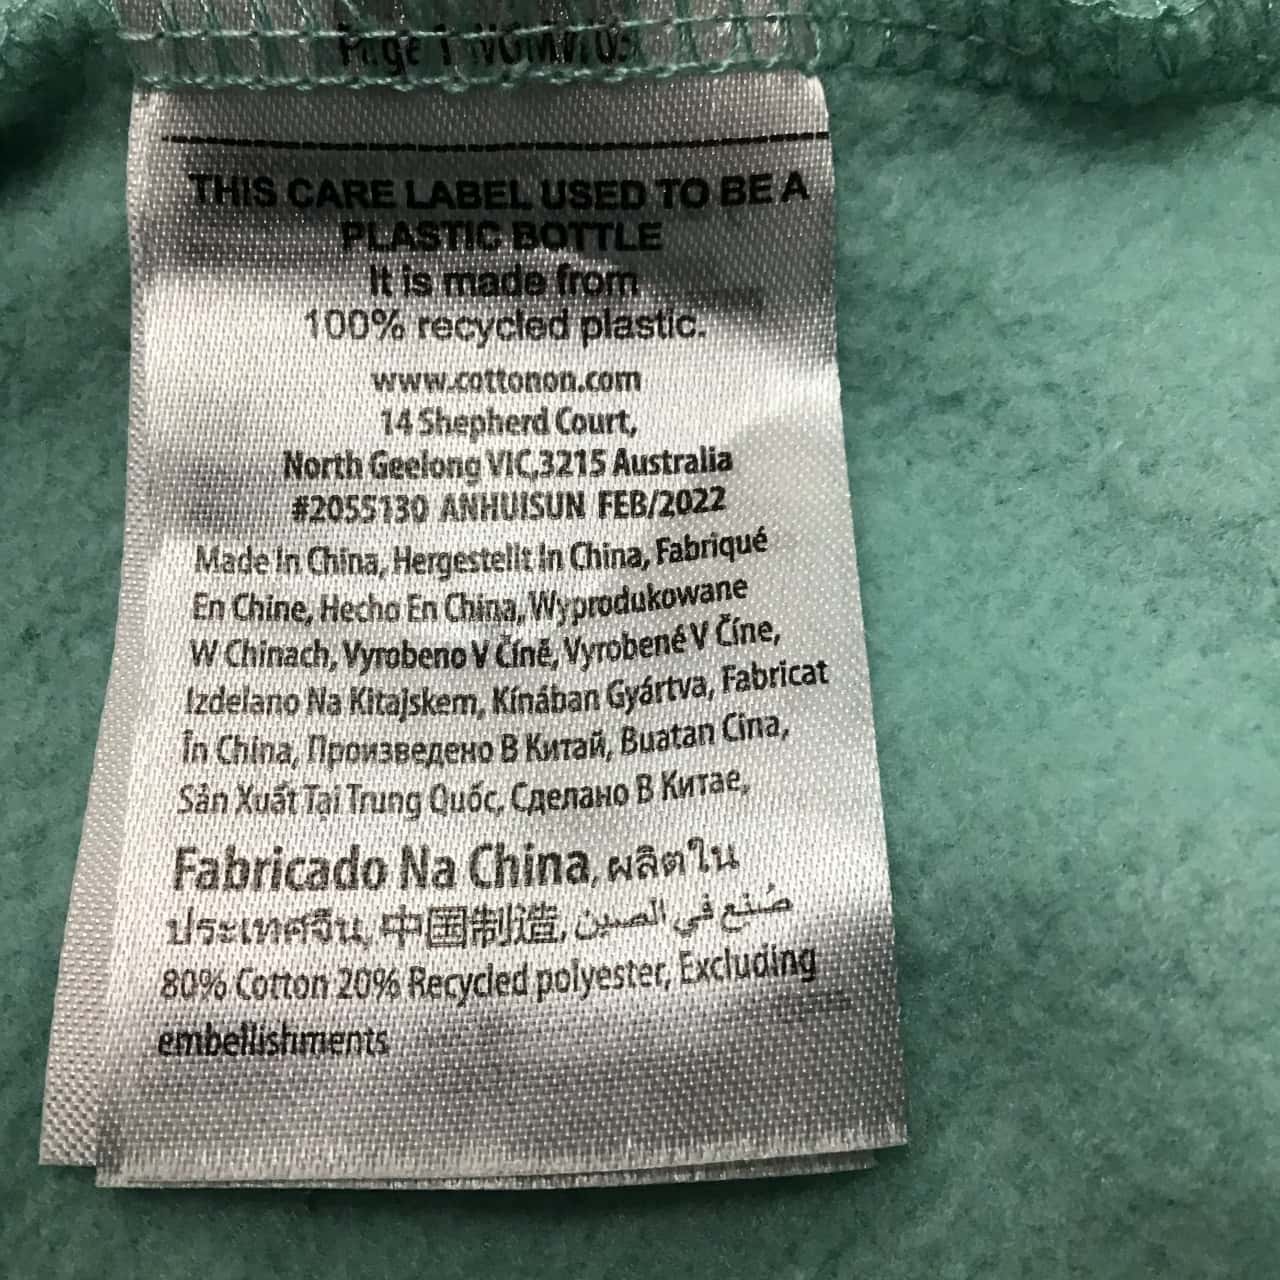 Page 1
THIS CARE LABEL USED TO BE A
PLASTIC BOTTLE
It is made from
100% recycled plastic.
www.cottonon.com
14 Shepherd Court,
North Geelong VIC,3215 Australia
#2055130 ANHUISUN FEB/2022
Made In China, Hergestellt In China, Fabriqué
En Chine, Hecho En China, Wyprodukowane
W Chinach, Vyrobeno V Číně, Vyrobené V Číne,
Izdelano Na Kitajskem, Kínában Gyártva, Fabricat
În China, Произведено В Китай, Buatan Cina,
Sản Xuất Tại Trung Quốc, Сделано В Китае,
Fabricado Na China, ผลิตใน
ประเทศจีน, 中国制造, صُنع في الصين
80% Cotton 20% Recycled polyester, Excluding
embellishments